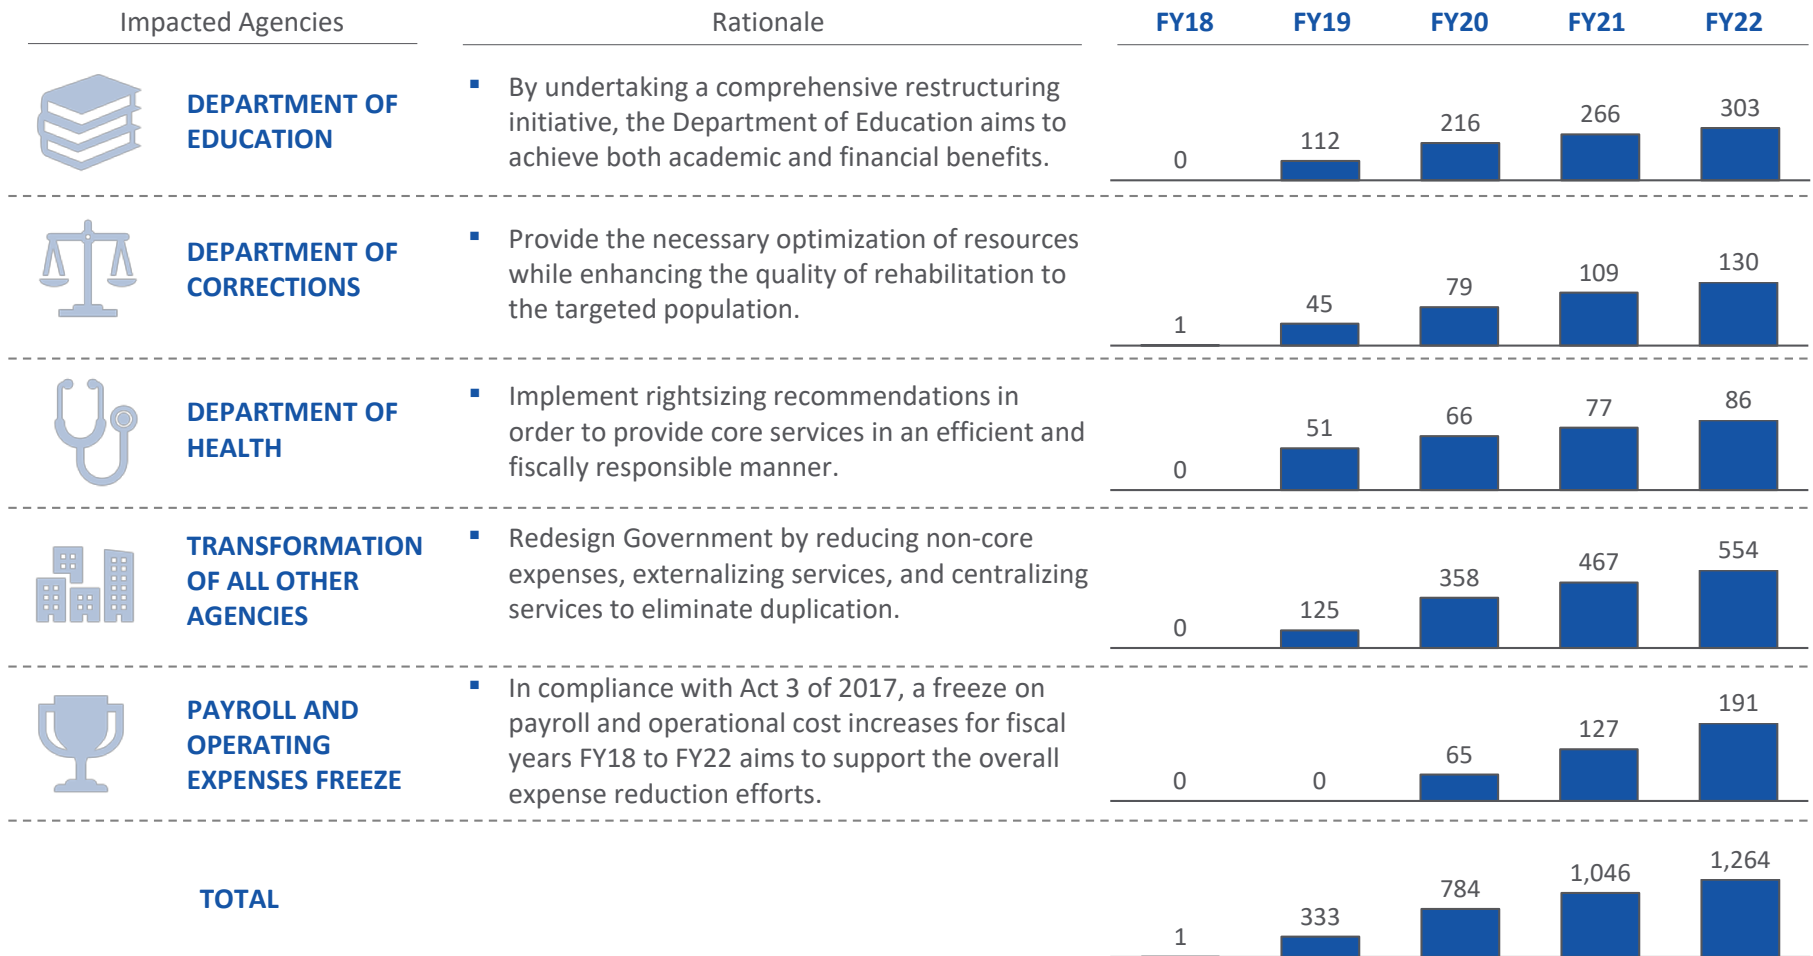 Impacted Agencies
Rationale
FY18 FY19 FY20 FY21 FY22
DEPARTMENT OF
EDUCATION
▪ By undertaking a comprehensive restructuring
initiative, the Department of Education aims to
achieve both academic and financial benefits.
0 112 216 266 303
DEPARTMENT OF
CORRECTIONS
▪ Provide the necessary optimization of resources
while enhancing the quality of rehabilitation to
the targeted population.
1 45 79 109 130
DEPARTMENT OF
HEALTH
▪ Implement rightsizing recommendations in
order to provide core services in an efficient and
fiscally responsible manner.
0 51 66 77 86
TRANSFORMATION
OF ALL OTHER
AGENCIES
▪ Redesign Government by reducing non-core
expenses, externalizing services, and centralizing
services to eliminate duplication.
0 125 358 467 554
PAYROLL AND
OPERATING
EXPENSES FREEZE
▪ In compliance with Act 3 of 2017, a freeze on
payroll and operational cost increases for fiscal
years FY18 to FY22 aims to support the overall
expense reduction efforts.
0 0 65 127 191
TOTAL
1 333 784 1,046 1,264